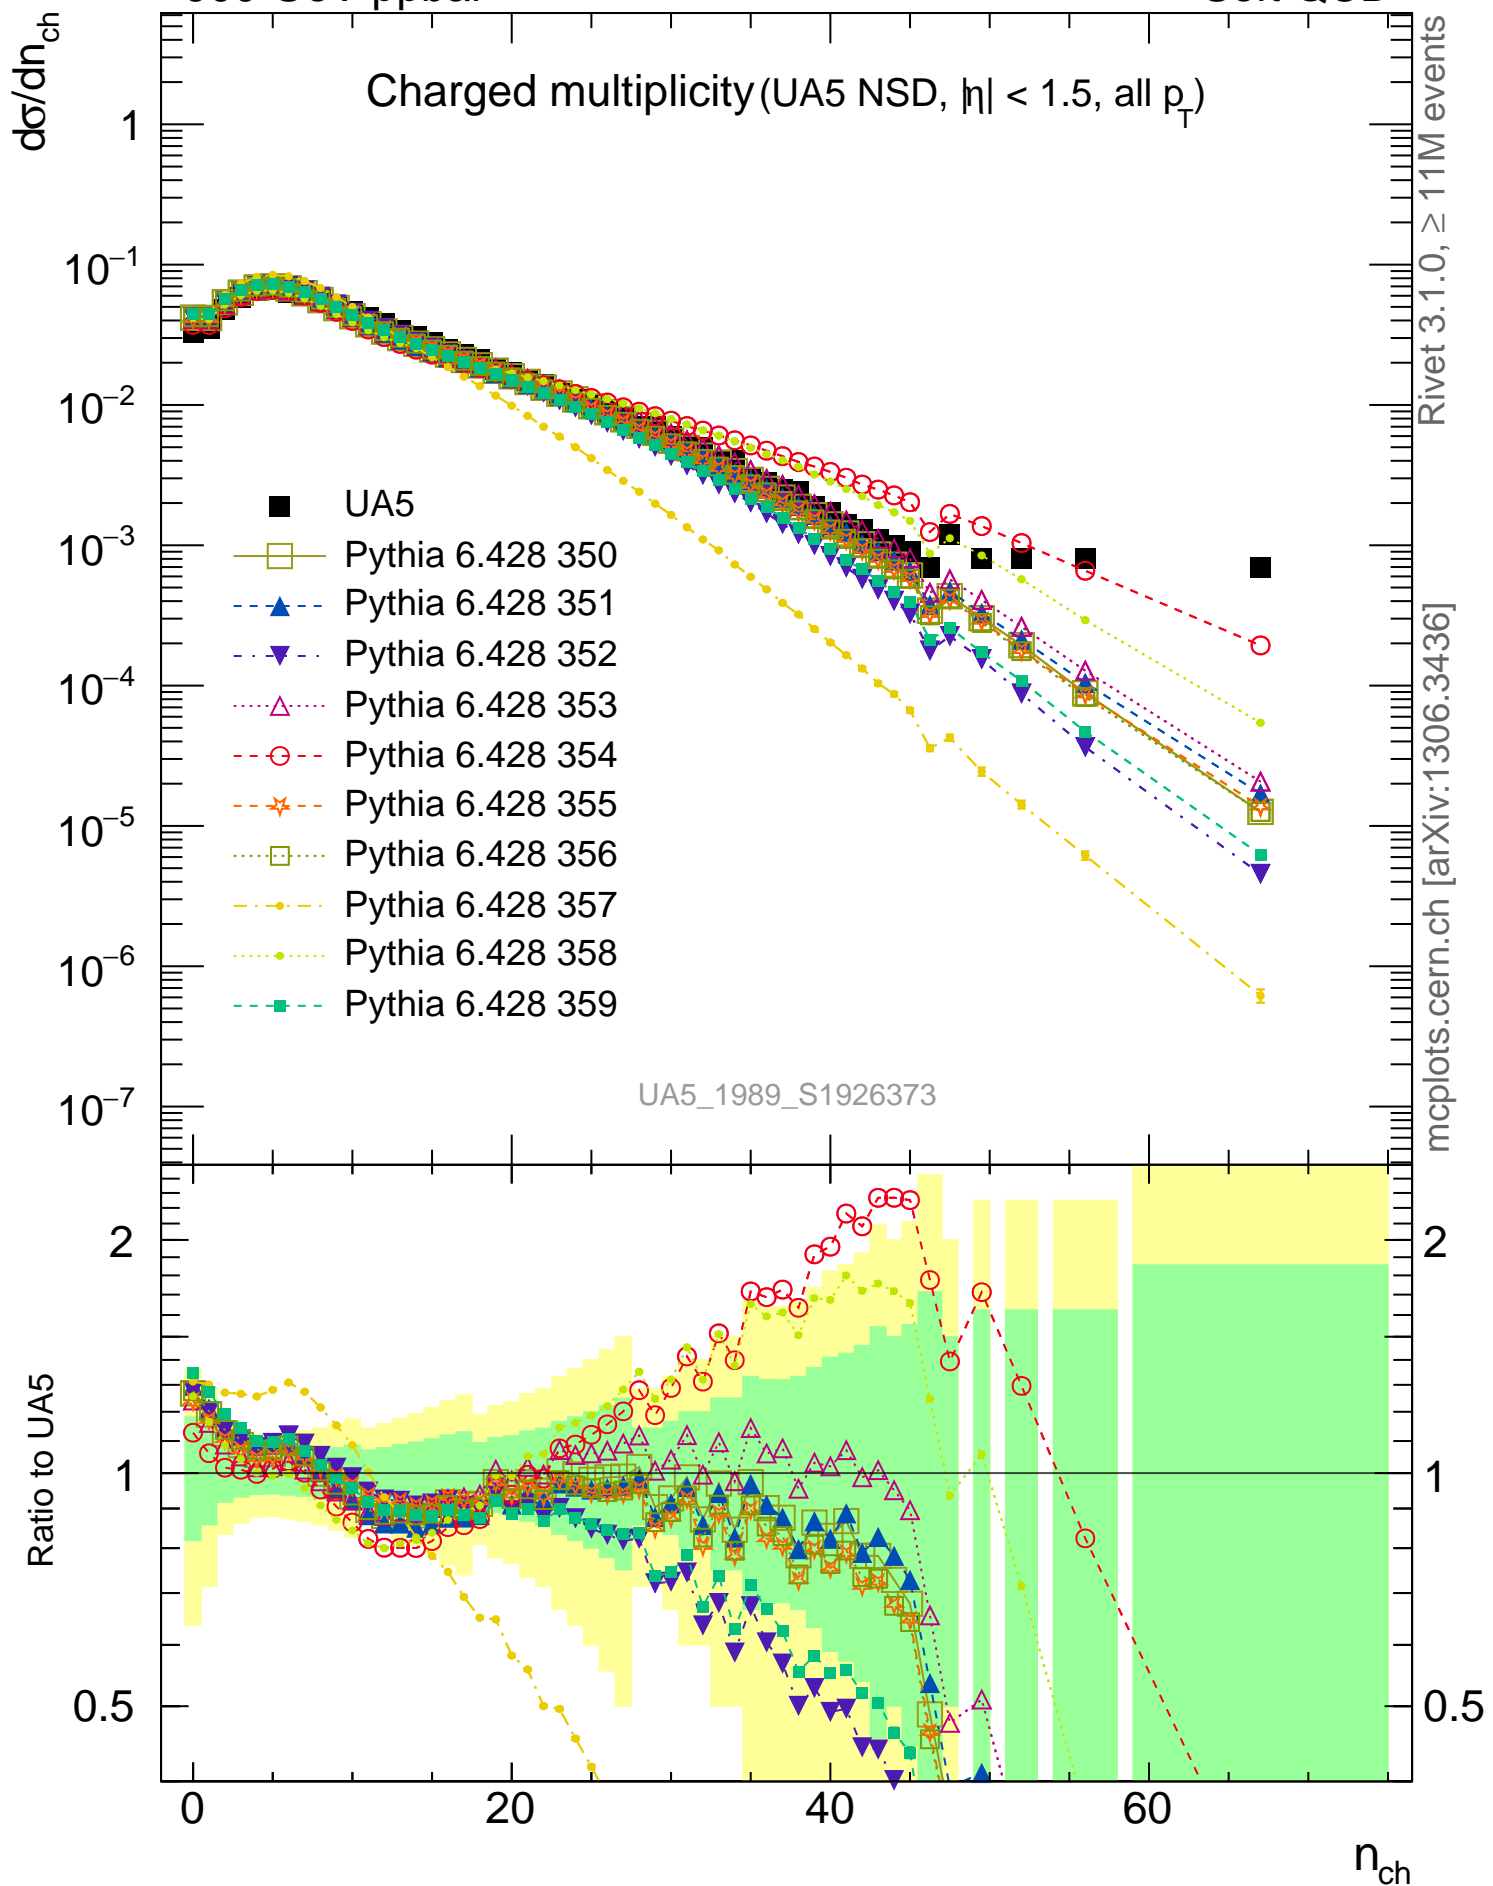 dσ/dn_ch
Charged multiplicity (UA5 NSD, |η| < 1.5, all p_T)
1
10⁻¹
10⁻²
10⁻³
10⁻⁴
10⁻⁵
10⁻⁶
10⁻⁷
UA5
Pythia 6.428 350
Pythia 6.428 351
Pythia 6.428 352
Pythia 6.428 353
Pythia 6.428 354
Pythia 6.428 355
Pythia 6.428 356
Pythia 6.428 357
Pythia 6.428 358
Pythia 6.428 359
UA5_1989_S1926373
Rivet 3.1.0, ≥ 11M events
mcplots.cern.ch [arXiv:1306.3436]
Ratio to UA5
2
1
0.5
2
1
0.5
0 20 40 60
n_ch